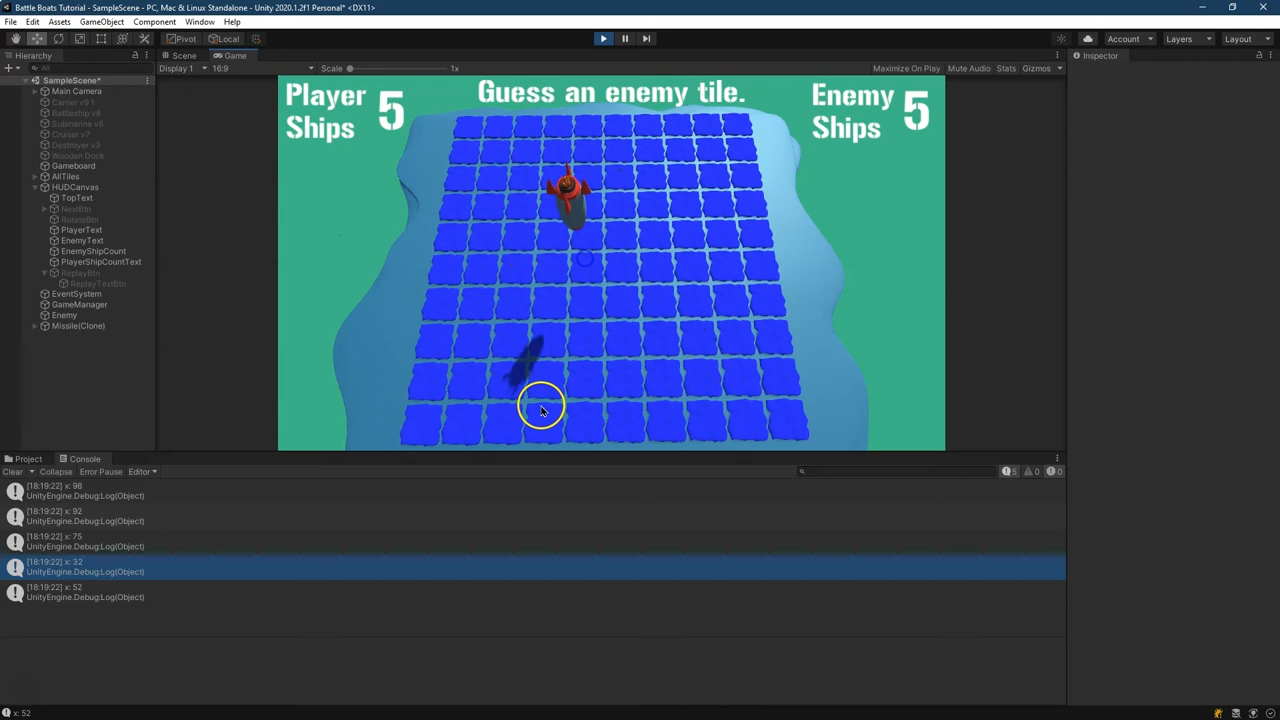 Battle Boats Tutorial - SampleScene - PC, Mac & Linux Standalone - Unity 2020.1.2f1 Personal* <DX11>
File Edit Assets GameObject Component Window Help
Pivot Local Account Layers Layout
Hierarchy Scene Game Inspector
All Display 1 16:9 Scale 1x Maximize On Play Mute Audio Stats Gizmos
SampleScene*
Main Camera
Carrier v9 1
Battleship v8
Submarine v8
Cruiser v7
Destroyer v3
Wooden Dock
Gameboard
AllTiles
HUDCanvas
TopText
NextBtn
RotateBtn
PlayerText
EnemyText
EnemyShipCount
PlayerShipCountText
ReplayBtn
ReplayTextBtn
EventSystem
GameManager
Enemy
Missile(Clone)
Player
Ships
5
Guess an enemy tile.
Enemy
Ships
5
Project Console
Clear Collapse Error Pause Editor 5 0 0
[18:19:22] x: 98
UnityEngine.Debug:Log(Object)
[18:19:22] x: 92
UnityEngine.Debug:Log(Object)
[18:19:22] x: 75
UnityEngine.Debug:Log(Object)
[18:19:22] x: 32
UnityEngine.Debug:Log(Object)
[18:19:22] x: 52
UnityEngine.Debug:Log(Object)
x: 52